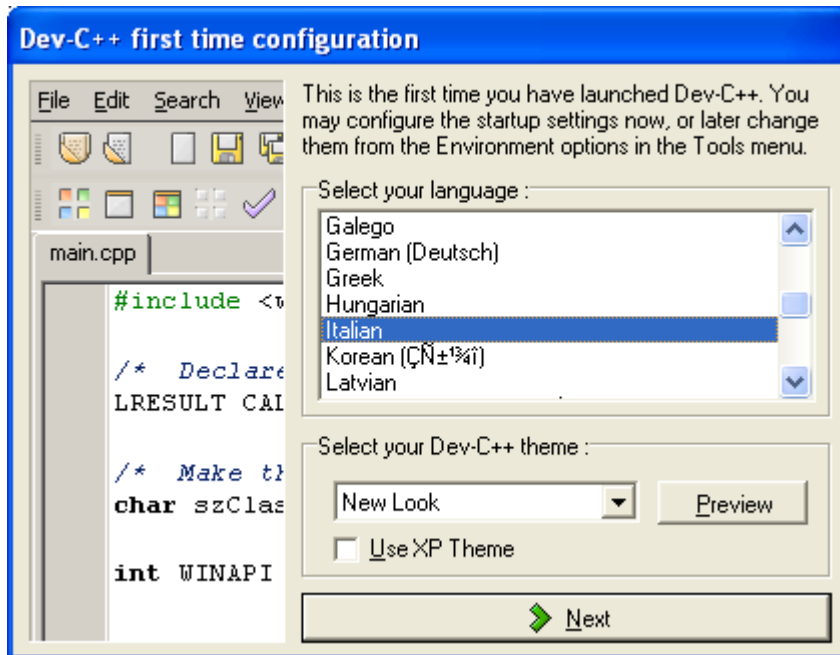 Dev-C++ first time configuration
File Edit Search View
main.cpp
#include <w
/* Declare
LRESULT CAL
/* Make th
char szClas
int WINAPI
This is the first time you have launched Dev-C++. You
may configure the startup settings now, or later change
them from the Environment options in the Tools menu.
Select your language :
Galego
German (Deutsch)
Greek
Hungarian
Italian
Korean (ÇÑ±¹¾î)
Latvian
Select your Dev-C++ theme :
New Look
Preview
Use XP Theme
Next